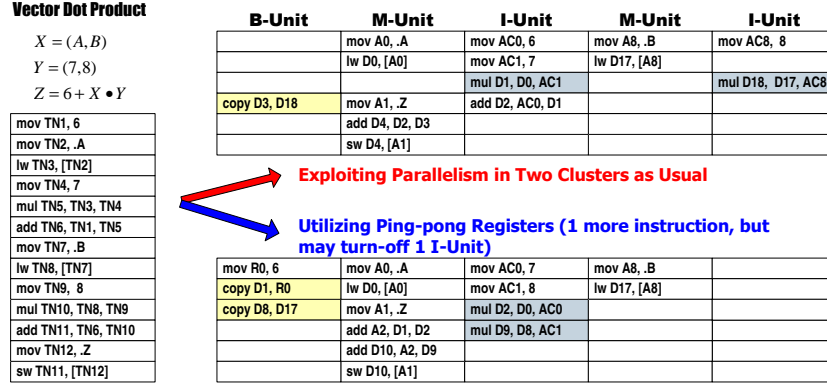 Vector Dot Product
X = (A,B)
Y = (7,8)
Z = 6 + X • Y
mov TN1, 6
mov TN2, .A
lw TN3, [TN2]
mov TN4, 7
mul TN5, TN3, TN4
add TN6, TN1, TN5
mov TN7, .B
lw TN8, [TN7]
mov TN9, 8
mul TN10, TN8, TN9
add TN11, TN6, TN10
mov TN12, .Z
sw TN11, [TN12]
B-Unit M-Unit I-Unit M-Unit I-Unit
mov A0, .A mov AC0, 6 mov A8, .B mov AC8, 8
lw D0, [A0] mov AC1, 7 lw D17, [A8]
mul D1, D0, AC1 mul D18, D17, AC8
copy D3, D18 mov A1, .Z add D2, AC0, D1
add D4, D2, D3
sw D4, [A1]
Exploiting Parallelism in Two Clusters as Usual
Utilizing Ping-pong Registers (1 more instruction, but
may turn-off 1 I-Unit)
mov R0, 6 mov A0, .A mov AC0, 7 mov A8, .B
copy D1, R0 lw D0, [A0] mov AC1, 8 lw D17, [A8]
copy D8, D17 mov A1, .Z mul D2, D0, AC0
add A2, D1, D2 mul D9, D8, AC1
add D10, A2, D9
sw D10, [A1]